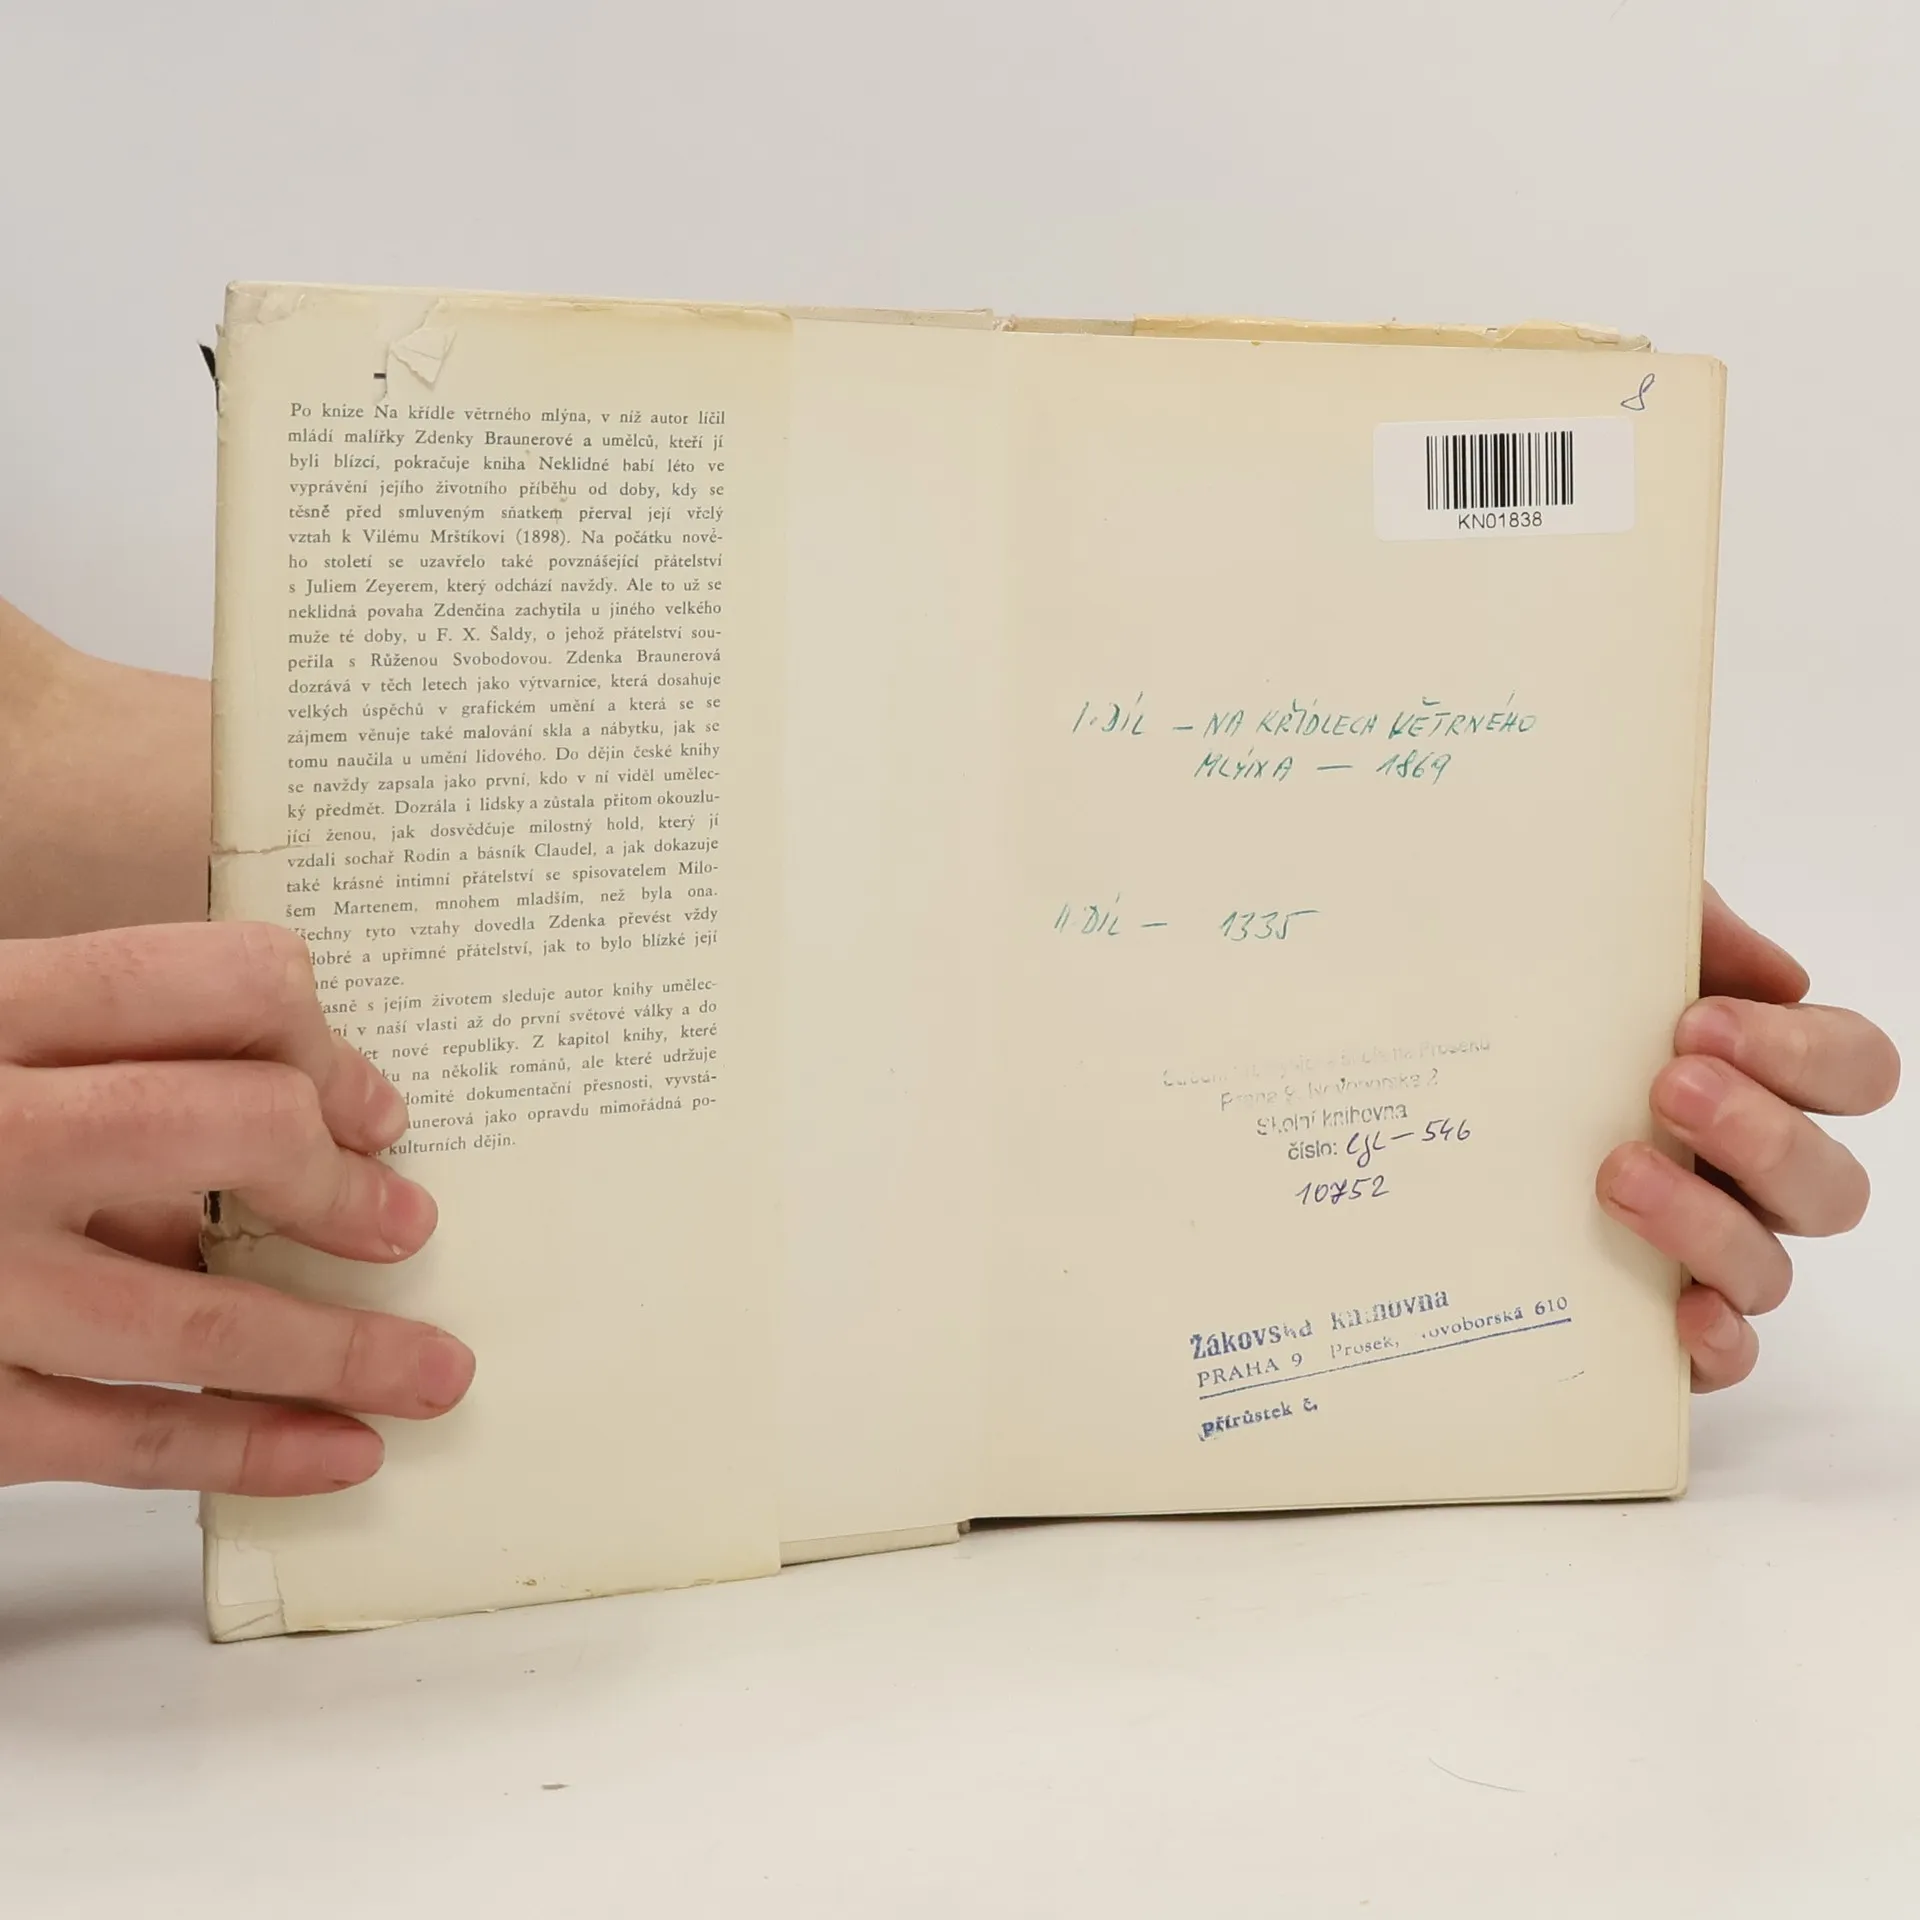 Po knize Na křídle větrného mlýna, v níž autor líčil
mládí malířky Zdenky Braunerové a umělců, kteří jí
byli blízcí, pokračuje kniha Neklidné babí léto ve
vyprávění jejího životního příběhu od doby, kdy se
těsně před smluveným sňatkem přerval její vřelý
vztah k Vilému Mrštíkovi (1898). Na počátku nové-
ho století se uzavřelo také povznášející přátelství
s Juliem Zeyerem, který odchází navždy. Ale to už se
neklidná povaha Zdenčina zachytila u jiného velkého
muže té doby, u F. X. Šaldy, o jehož přátelství sou-
peřila s Růženou Svobodovou. Zdenka Braunerová
dozrává v těch letech jako výtvarnice, která dosahuje
velkých úspěchů v grafickém umění a která se se
zájmem věnuje také malování skla a nábytku, jak se
tomu naučila u umění lidového. Do dějin české knihy
se navždy zapsala jako první, kdo v ní viděl umělec-
ký předmět. Dozrála i lidsky a zůstala přitom okouzlu-
jící ženou, jak dosvědčuje milostný hold, který jí
vzdali sochař Rodin a básník Claudel, a jak dokazuje
také krásné intimní přátelství se spisovatelem Milo-
šem Martenem, mnohem mladším, než byla ona.
Všechny tyto vztahy dovedla Zdenka převést vždy
dobré a upřímné přátelství, jak to bylo blízké její
povaze.
s jejím životem sleduje autor knihy umělec-
v naší vlasti až do první světové války a do
let nové republiky. Z kapitol knihy, které
na několik románů, ale které udržuje
dokumentační přesnosti, vyvstá-
jako opravdu mimořádná po-
kulturních dějin.
8
KN01838
I. DÍL – NA KŘÍDLECH VĚTRNÉHO
MLÝNA — 1869
II. DÍL — 1335
na Proseku
Praha 9, Novoborská 2
Školní knihovna
číslo: CJL – 546
10752
Žákovská knihovna
PRAHA 9 Prosek, Novoborská 610
Přírůstek č.